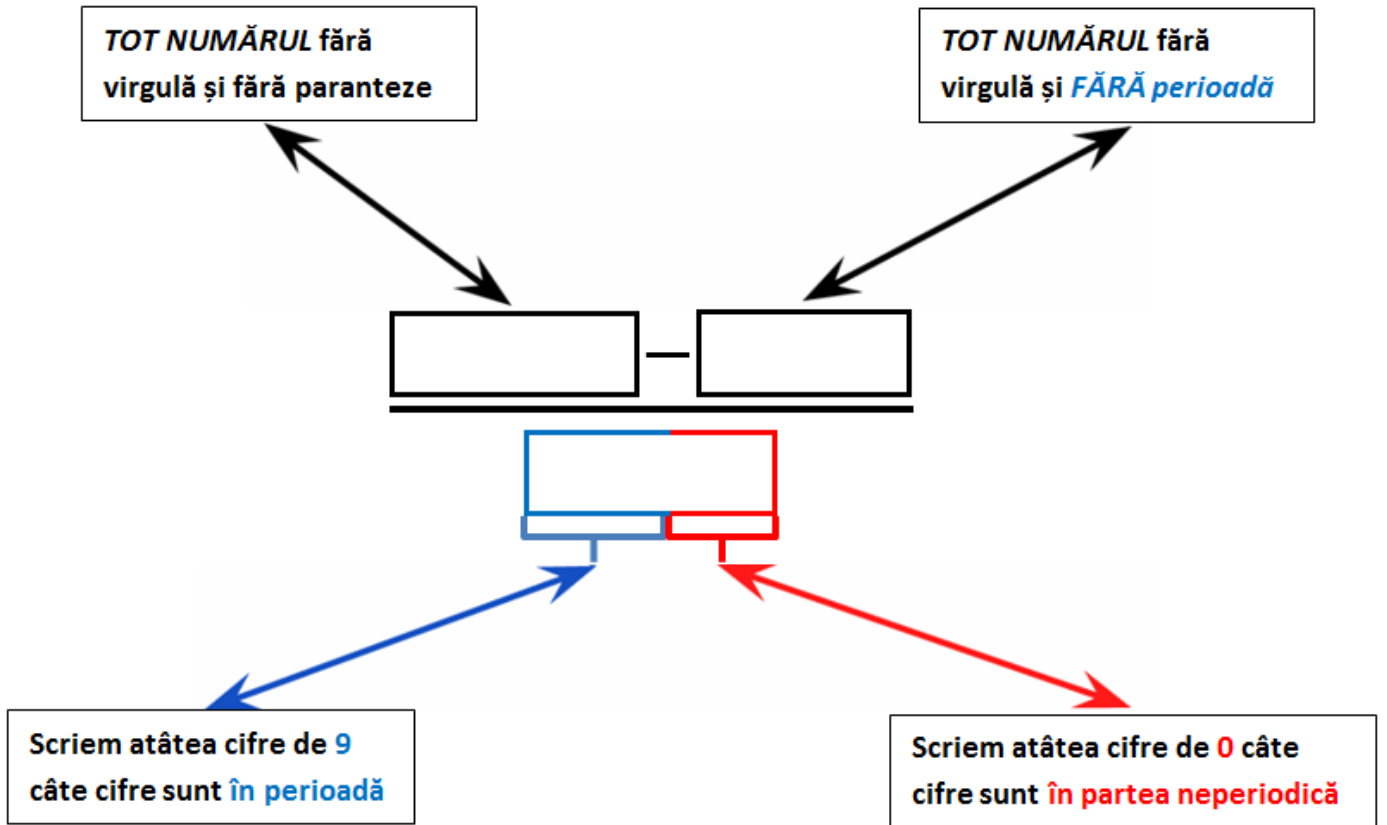 TOT NUMĂRUL fără
virgulă și fără paranteze
TOT NUMĂRUL fără
virgulă și FĂRĂ perioadă
Scriem atâtea cifre de 9
câte cifre sunt în perioadă
Scriem atâtea cifre de 0 câte
cifre sunt în partea neperiodică